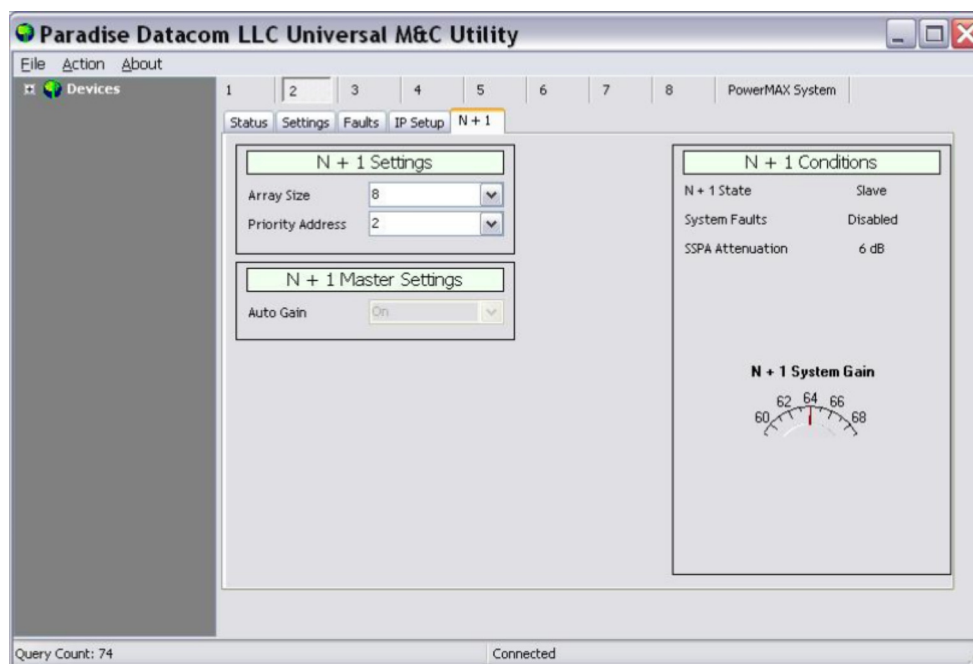 Paradise Datacom LLC Universal M&C Utility
File Action About
Devices
1 2 3 4 5 6 7 8 PowerMAX System
Status Settings Faults IP Setup N + 1
N + 1 Settings
Array Size 8
Priority Address 2
N + 1 Master Settings
Auto Gain On
N + 1 Conditions
N + 1 State Slave
System Faults Disabled
SSPA Attenuation 6 dB
N + 1 System Gain
60 62 64 66 68
Query Count: 74 Connected